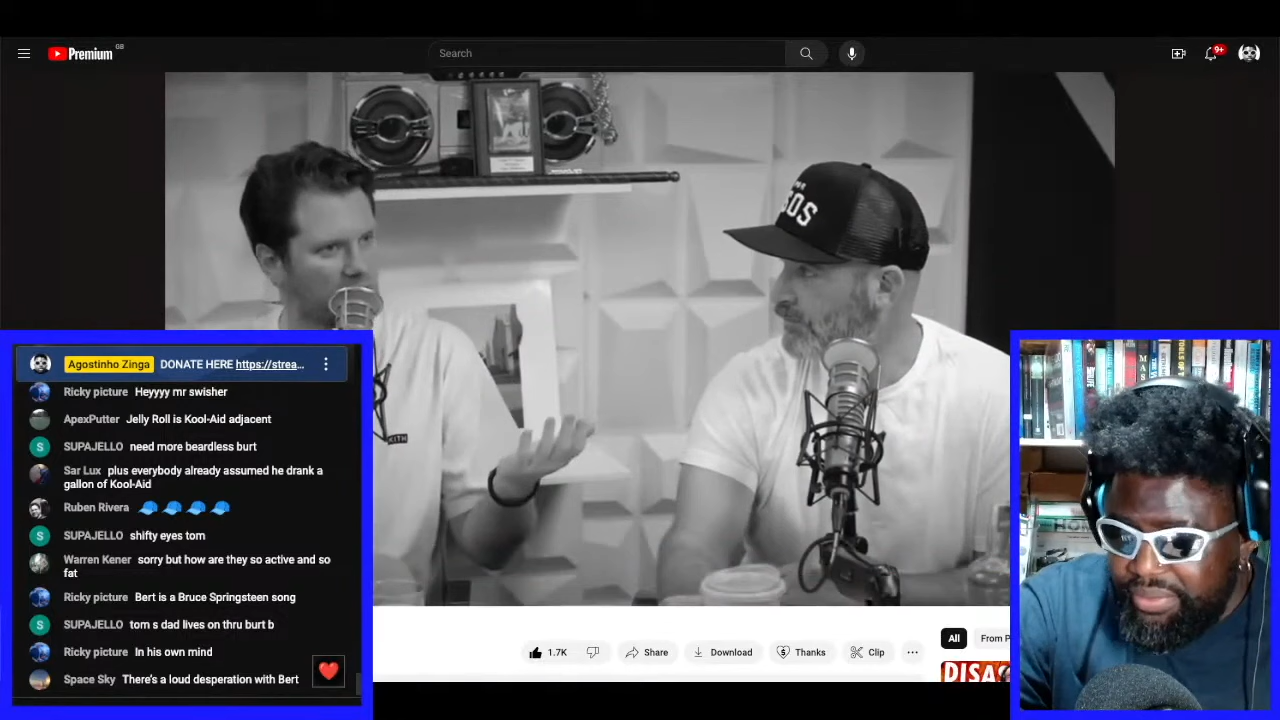 Premium
GB
Search
9+
SOS
KITH
Agostinho Zinga DONATE HERE https://strea...
Ricky picture Heyyyy mr swisher
ApexPutter Jelly Roll is Kool-Aid adjacent
S SUPAJELLO need more beardless burt
Sar Lux plus everybody already assumed he drank a
gallon of Kool-Aid
Ruben Rivera 🧢 🧢 🧢 🧢
S SUPAJELLO shifty eyes tom
Warren Kener sorry but how are they so active and so
fat
Ricky picture Bert is a Bruce Springsteen song
S SUPAJELLO tom s dad lives on thru burt b
Ricky picture In his own mind
Space Sky There's a loud desperation with Bert
1.7K
Share
Download
Thanks
Clip
All
From P
DISA